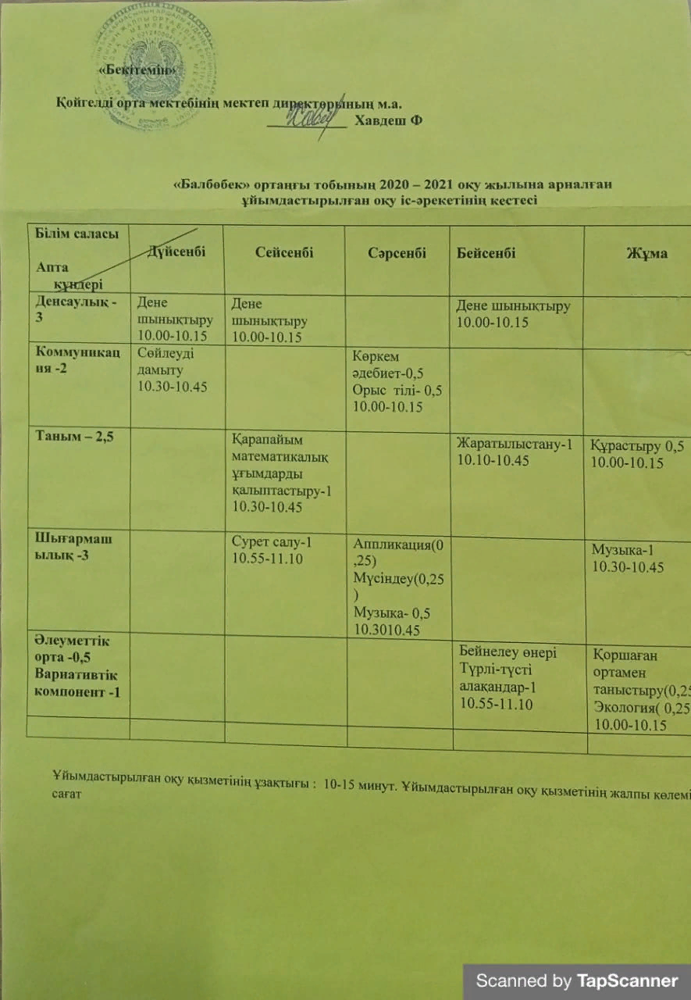 «Бекітемін»
Қойгелді орта мектебінің мектеп директорының м.а.
Хавдеш Ф
«Балбөбек» ортаңғы тобының 2020 – 2021 оқу жылына арналған
ұйымдастырылған оқу іс-әрекетінің кестесі
Білім саласы
Апта
күндері
Дүйсенбі
Сейсенбі
Сәрсенбі
Бейсенбі
Жұма
Денсаулық -
3
Дене
шынықтыру
10.00-10.15
Дене
шынықтыру
10.00-10.15
Дене шынықтыру
10.00-10.15
Коммуникац
ия -2
Сөйлеуді
дамыту
10.30-10.45
Көркем
әдебиет-0,5
Орыс тілі- 0,5
10.00-10.15
Таным – 2,5
Қарапайым
математикалық
ұғымдарды
қалыптастыру-1
10.30-10.45
Жаратылыстану-1
10.10-10.45
Құрастыру 0,5
10.00-10.15
Шығармаш
ылық -3
Сурет салу-1
10.55-11.10
Аппликация(0
,25)
Мүсіндеу(0,25
)
Музыка- 0,5
10.3010.45
Музыка-1
10.30-10.45
Әлеуметтік
орта -0,5
Вариативтік
компонент -1
Бейнелеу өнері
Түрлі-түсті
алақандар-1
10.55-11.10
Қоршаған
ортамен
таныстыру(0,25
Экология( 0,25
10.00-10.15
Ұйымдастырылған оқу қызметінің ұзақтығы : 10-15 минут. Ұйымдастырылған оқу қызметінің жалпы көлемі
сағат
Scanned by TapScanner